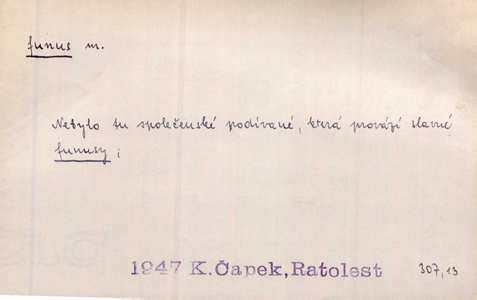 funus m.
Nebylo tu společenské podívané, která provází slavné
funusy;
1947 K.Čapek, Ratolest 307,13